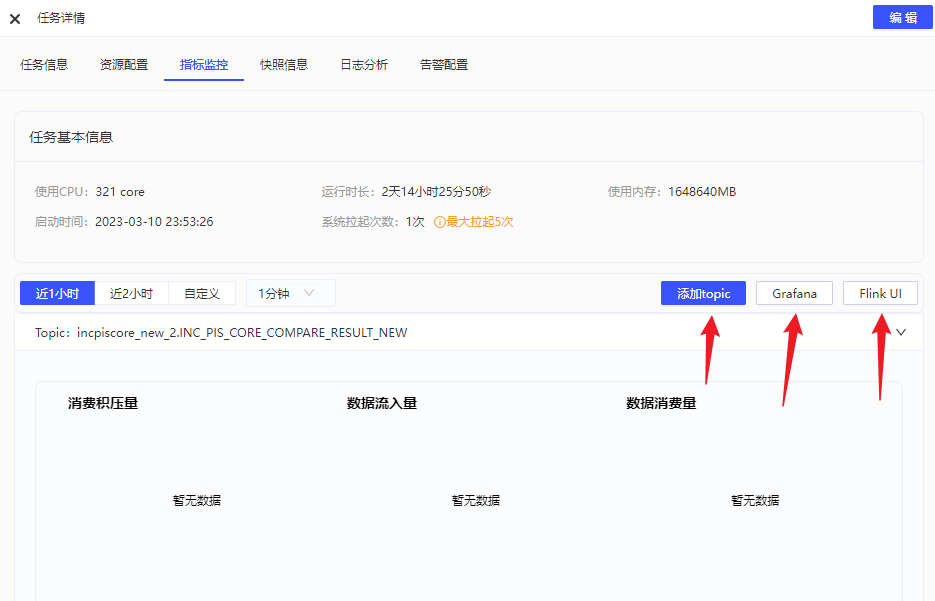 任务详情
编 辑
任务信息 资源配置 指标监控 快照信息 日志分析 告警配置
任务基本信息
使用CPU： 321 core 运行时长： 2天14小时25分50秒 使用内存： 1648640MB
启动时间： 2023-03-10 23:53:26 系统拉起次数： 1次 最大拉起5次
近1小时 近2小时 自定义 1分钟 添加topic Grafana Flink UI
Topic： incpiscore_new_2.INC_PIS_CORE_COMPARE_RESULT_NEW
消费积压量 数据流入量 数据消费量
暂无数据 暂无数据 暂无数据